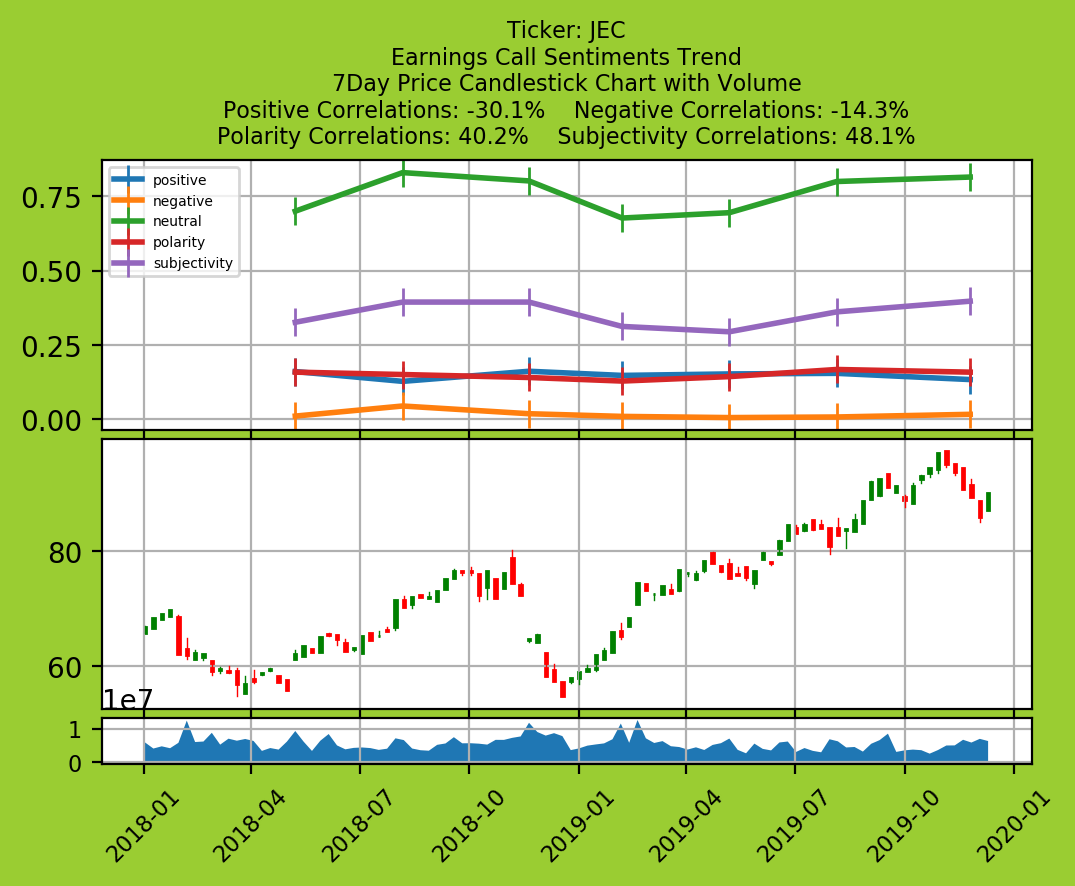 Ticker: JEC
Earnings Call Sentiments Trend
7Day Price Candlestick Chart with Volume
Positive Correlations: -30.1%    Negative Correlations: -14.3%
Polarity Correlations: 40.2%    Subjectivity Correlations: 48.1%
positive
negative
neutral
polarity
subjectivity
0.75
0.50
0.25
0.00
80
60
1e7
1
0
2018-01
2018-04
2018-07
2018-10
2019-01
2019-04
2019-07
2019-10
2020-01